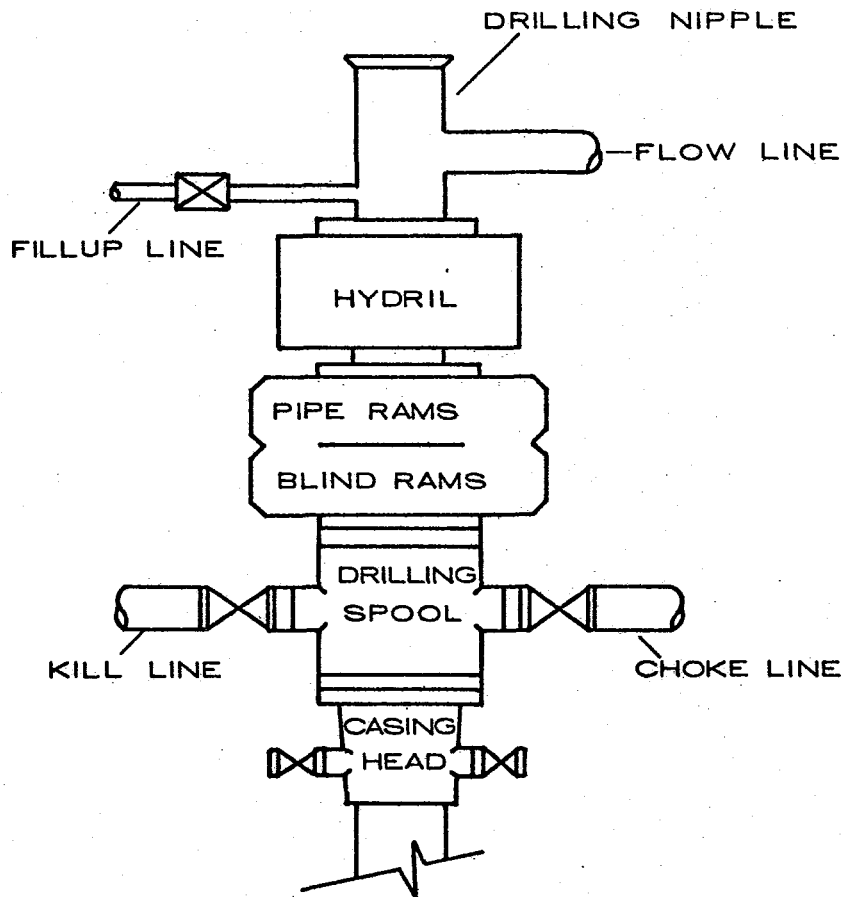 DRILLING NIPPLE
FLOW LINE
FILLUP LINE
HYDRIL
PIPE RAMS
BLIND RAMS
DRILLING
SPOOL
KILL LINE
CHOKE LINE
CASING
HEAD